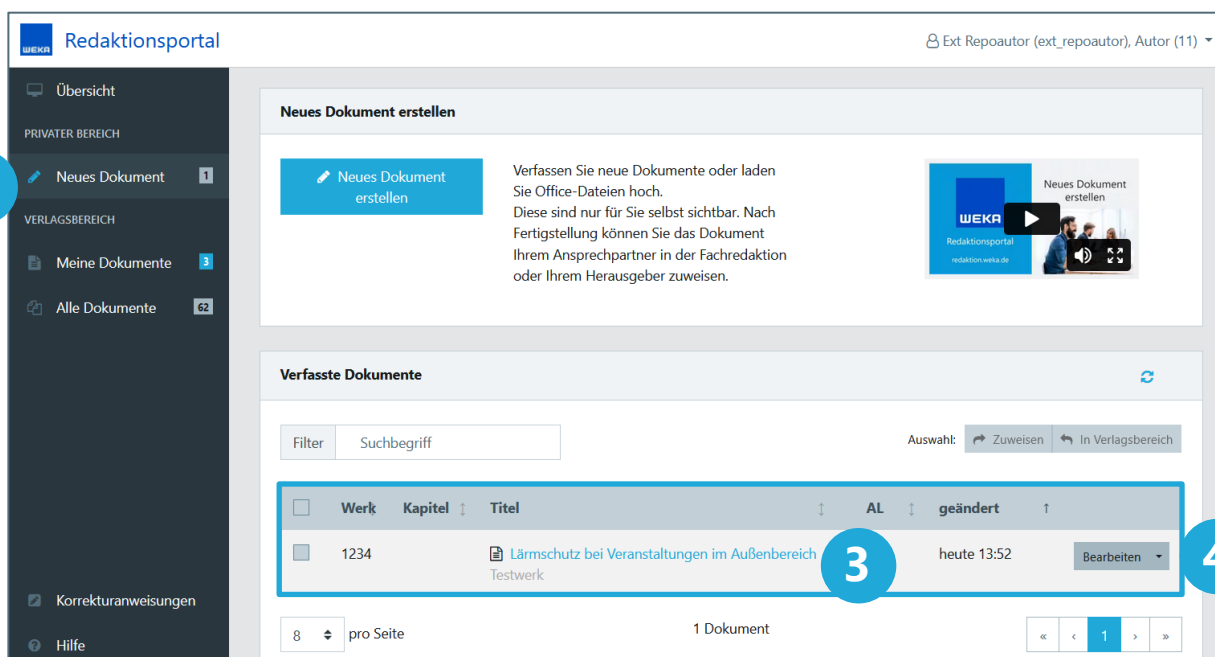 WEKA Redaktionsportal
Ext Repoautor (ext_repoautor), Autor (11)
Übersicht
PRIVATER BEREICH
Neues Dokument 1
VERLAGSBEREICH
Meine Dokumente 3
Alle Dokumente 62
Korrekturanweisungen
Hilfe
Neues Dokument erstellen
Neues Dokument
erstellen
Verfassen Sie neue Dokumente oder laden
Sie Office-Dateien hoch.
Diese sind nur für Sie selbst sichtbar. Nach
Fertigstellung können Sie das Dokument
Ihrem Ansprechpartner in der Fachredaktion
oder Ihrem Herausgeber zuweisen.
Neues Dokument
erstellen
WEKA
Redaktionsportal
redaktion.weka.de
Verfasste Dokumente
Filter Suchbegriff
Auswahl: Zuweisen In Verlagsbereich
Werk Kapitel Titel AL geändert ↑
1234 Lärmschutz bei Veranstaltungen im Außenbereich heute 13:52 Bearbeiten
Testwerk
3
4
8 pro Seite 1 Dokument « ‹ 1 › »